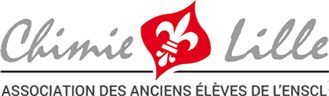 Chimie Lille
ASSOCIATION DES ANCIENS ÉLÈVES DE L'ENSCL